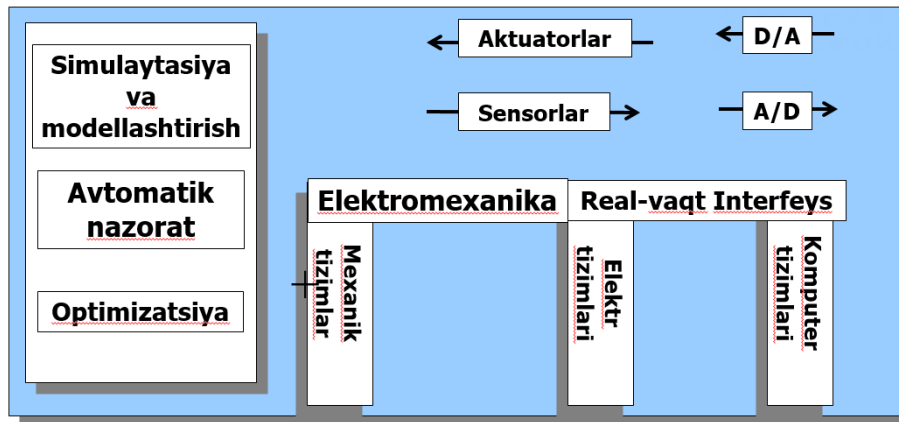 Simulaytasiya
va
modellashtirish
Avtomatik
nazorat
Optimizatsiya
Aktuatorlar
D/A
Sensorlar
A/D
Elektromexanika
Real-vaqt Interfeys
Mexanik
tizimlar
Elektr
tizimlari
Komputer
tizimlari